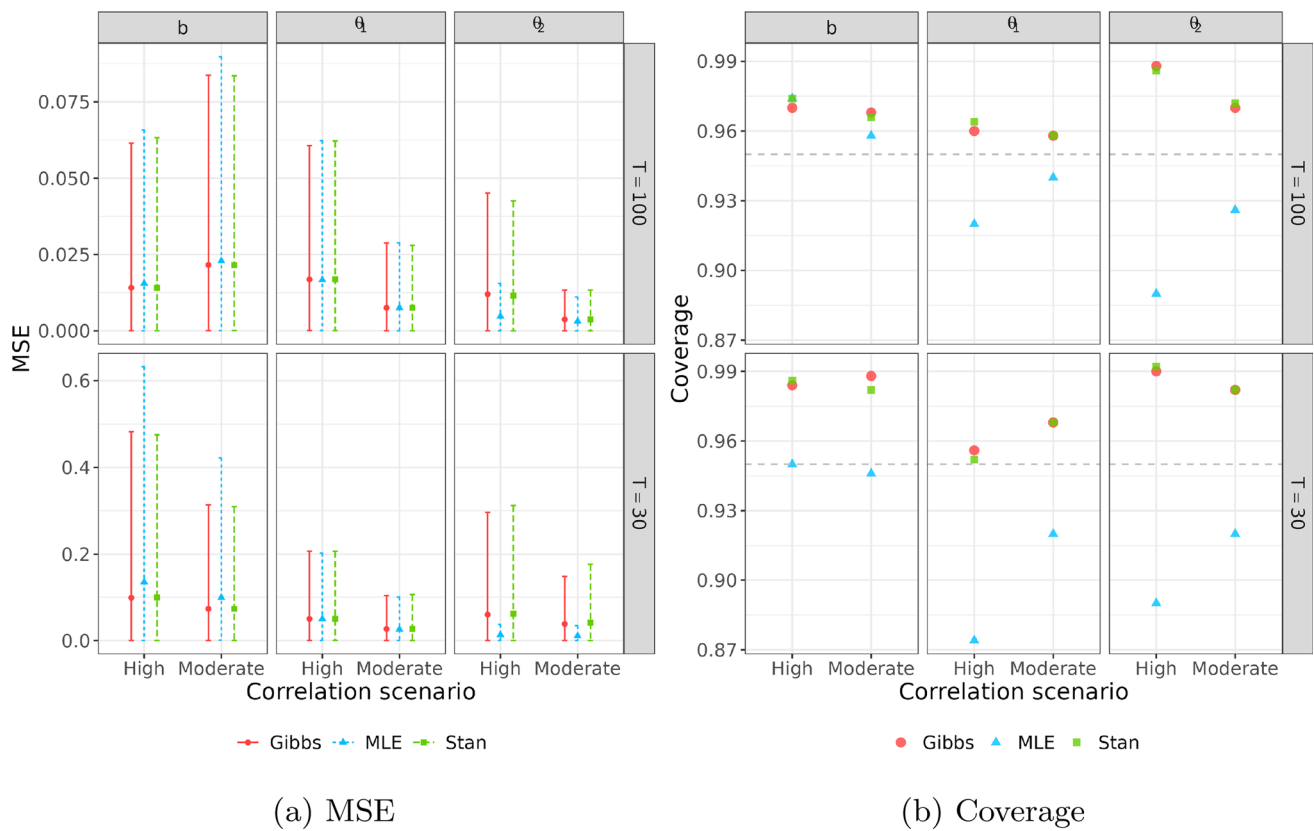 b θ1 θ2
0.075
0.050
0.025
0.000
T = 100
0.6
0.4
0.2
0.0
T = 30
MSE
High Moderate High Moderate High Moderate
Correlation scenario
Gibbs MLE Stan
(a) MSE
b θ1 θ2
0.99
0.96
0.93
0.90
0.87
T = 100
0.99
0.96
0.93
0.90
0.87
T = 30
Coverage
High Moderate High Moderate High Moderate
Correlation scenario
Gibbs MLE Stan
(b) Coverage